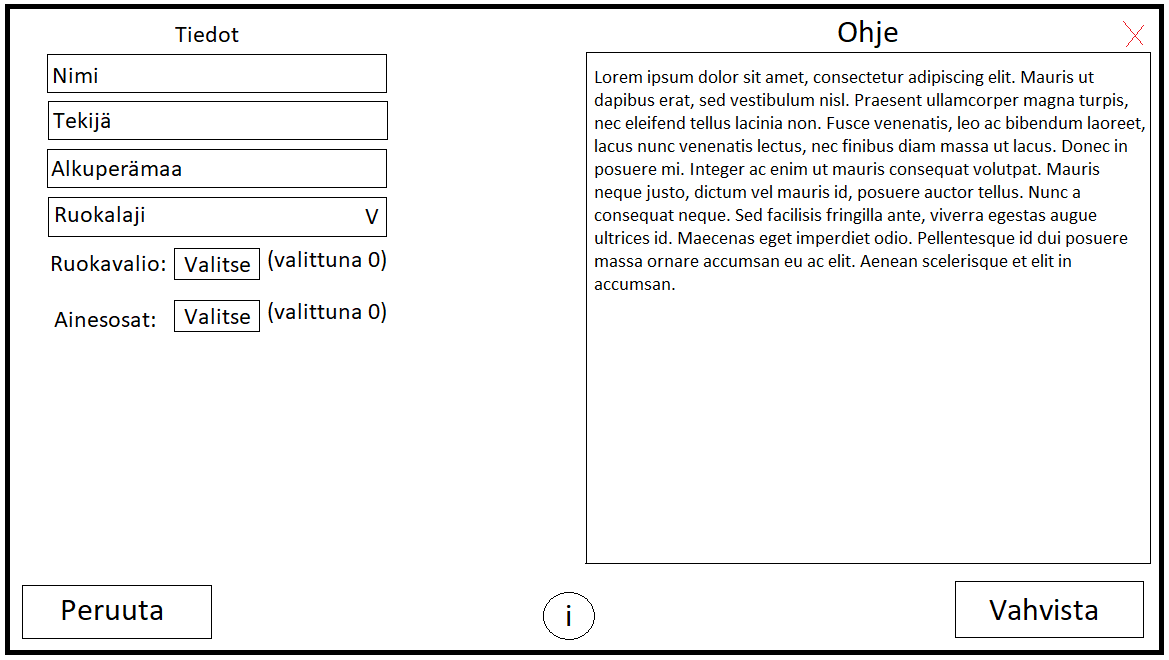 Tiedot
Nimi
Tekijä
Alkuperämaa
Ruokalaji V
Ruokavalio: Valitse (valittuna 0)
Ainesosat: Valitse (valittuna 0)
Ohje
Lorem ipsum dolor sit amet, consectetur adipiscing elit. Mauris ut
dapibus erat, sed vestibulum nisl. Praesent ullamcorper magna turpis,
nec eleifend tellus lacinia non. Fusce venenatis, leo ac bibendum laoreet,
lacus nunc venenatis lectus, nec finibus diam massa ut lacus. Donec in
posuere mi. Integer ac enim ut mauris consequat volutpat. Mauris
neque justo, dictum vel mauris id, posuere auctor tellus. Nunc a
consequat neque. Sed facilisis fringilla ante, viverra egestas augue
ultrices id. Maecenas eget imperdiet odio. Pellentesque id dui posuere
massa ornare accumsan eu ac elit. Aenean scelerisque et elit in
accumsan.
Peruuta
i
Vahvista